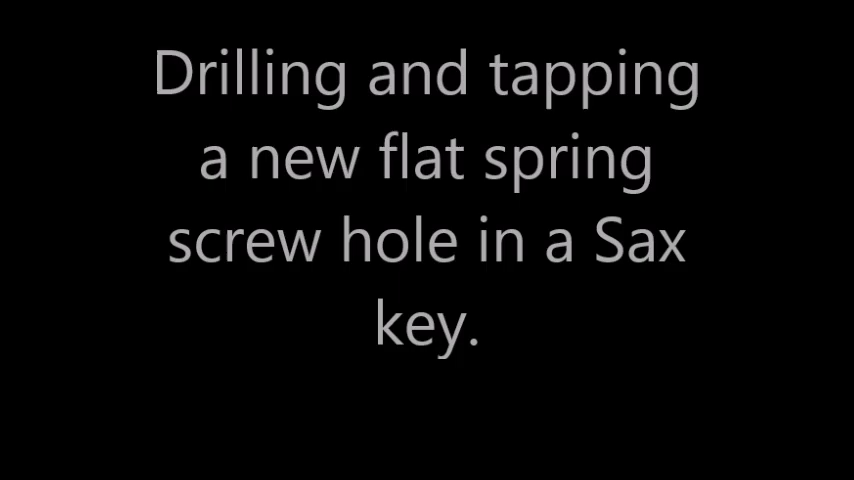 Drilling and tapping
a new flat spring
screw hole in a Sax
key.